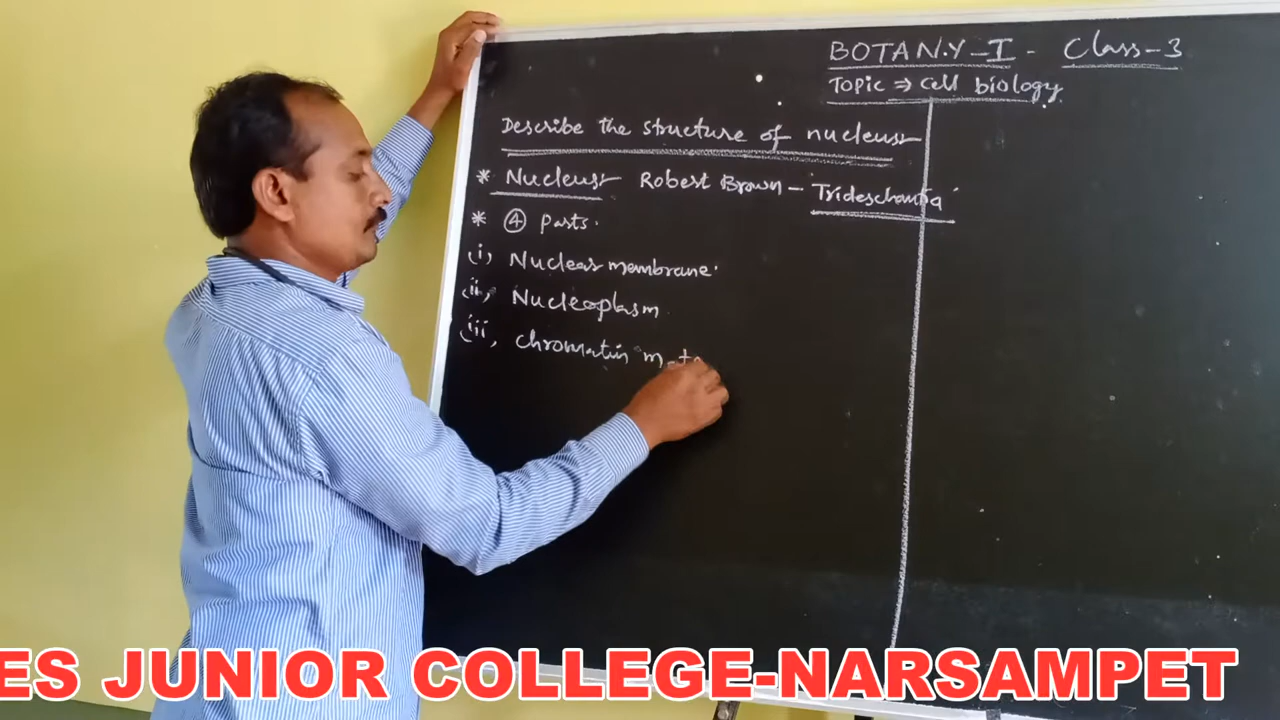 BOTANY-I - Class-3
Topic ⇒ cell biology
Describe the structure of nucleus:-
* Nucleus:- Robert Brown - Trideschantia
* ④ parts.
(i) Nuclear membrane.
(ii) Nucleoplasm
(iii) chromatin
ES JUNIOR COLLEGE-NARSAMPET